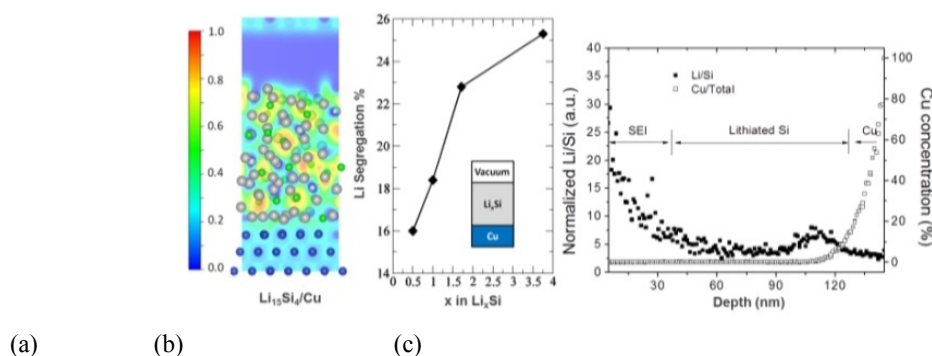 1.0
0.8
0.6
0.4
0.2
0.0
Li₁₅Si₄/Cu
Li Segregation %
26
24
22
20
18
16
14
0 0.5 1 1.5 2 2.5 3 3.5 4
x in LiₓSi
Vacuum
LiₓSi
Cu
Normalized Li/Si (a.u.)
40
35
30
25
20
15
10
5
0
Li/Si
Cu/Total
SEI
Lithiated Si
Cu
30 60 90 120
Depth (nm)
100
80
60
40
20
0
Cu concentration (%)
(a) (b) (c)